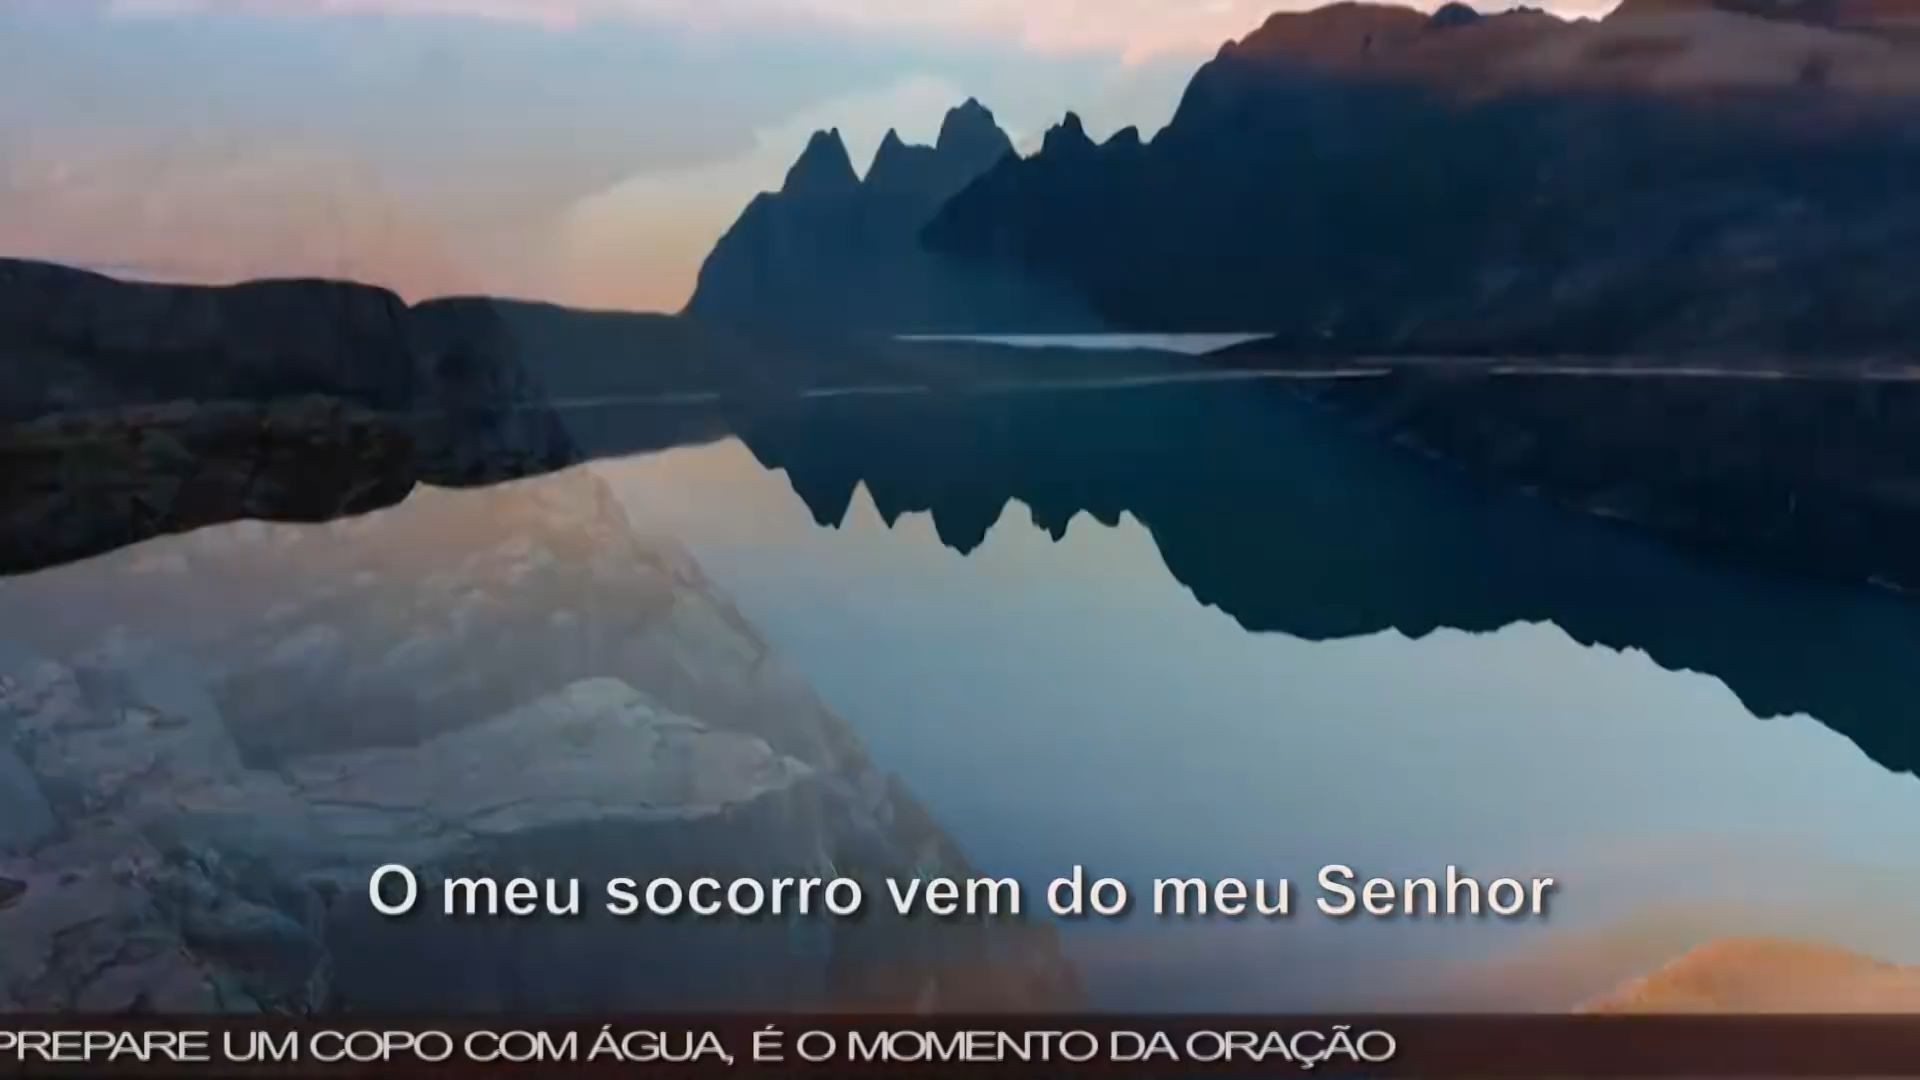 O meu socorro vem do meu Senhor
PREPARE UM COPO COM ÁGUA, É O MOMENTO DA ORAÇÃO